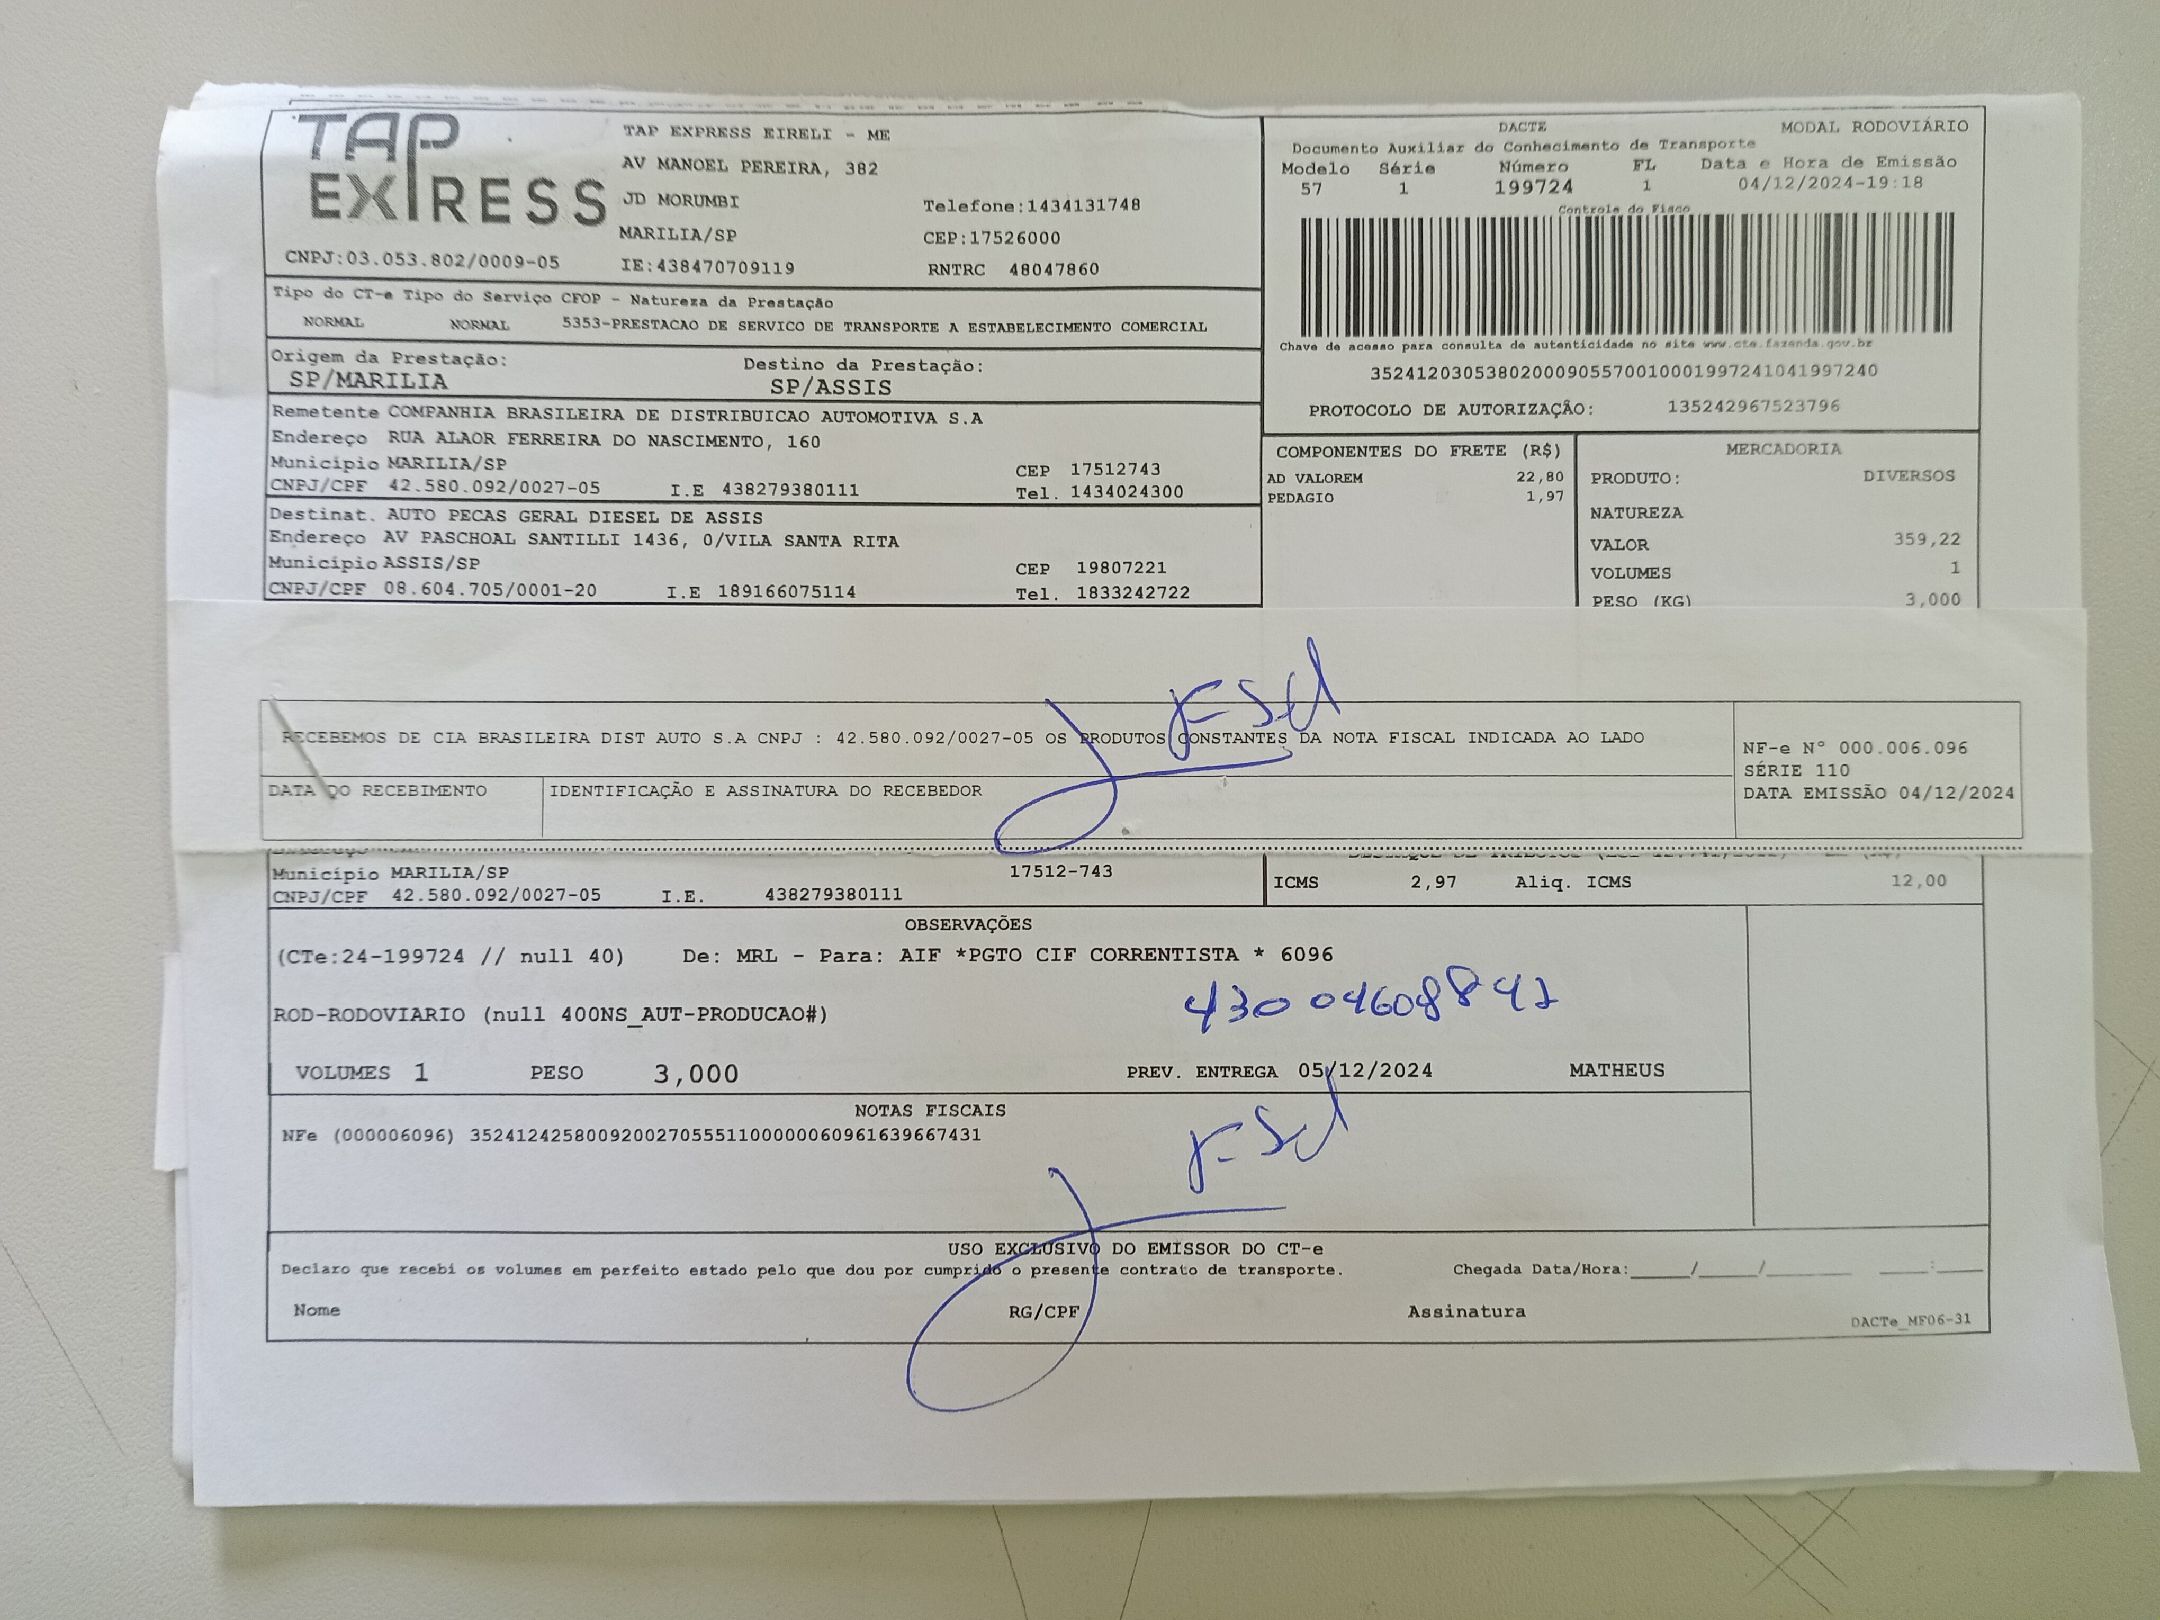 TAP EXPRESS
TAP EXPRESS EIRELI - ME
AV MANOEL PEREIRA, 382
JD MORUMBI
Telefone:1434131748
MARILIA/SP
CEP:17526000
CNPJ:03.053.802/0009-05
IE:438470709119
RNTRC 48047860
DACTE
MODAL RODOVIÁRIO
Documento Auxiliar do Conhecimento de Transporte
Modelo Série Número FL Data e Hora de Emissão
57 1 199724 1 04/12/2024-19:18
Controle do Fisco
Chave de acesso para consulta de autenticidade no site www.cte.fazenda.gov.br
35241203053802000905570010001997241041997240
PROTOCOLO DE AUTORIZAÇÃO: 135242967523796
Tipo do CT-e Tipo do Serviço CFOP - Natureza da Prestação
NORMAL NORMAL 5353-PRESTACAO DE SERVICO DE TRANSPORTE A ESTABELECIMENTO COMERCIAL
Origem da Prestação: Destino da Prestação:
SP/MARILIA SP/ASSIS
Remetente COMPANHIA BRASILEIRA DE DISTRIBUICAO AUTOMOTIVA S.A
Endereço RUA ALAOR FERREIRA DO NASCIMENTO, 160
Município MARILIA/SP CEP 17512743
CNPJ/CPF 42.580.092/0027-05 I.E 438279380111 Tel. 1434024300
Destinat. AUTO PECAS GERAL DIESEL DE ASSIS
Endereço AV PASCHOAL SANTILLI 1436, 0/VILA SANTA RITA
Município ASSIS/SP CEP 19807221
CNPJ/CPF 08.604.705/0001-20 I.E 189166075114 Tel. 1833242722
COMPONENTES DO FRETE (R$)
AD VALOREM 22,80
PEDAGIO 1,97
MERCADORIA
PRODUTO: DIVERSOS
NATUREZA
VALOR 359,22
VOLUMES 1
PESO (KG) 3,000
RECEBEMOS DE CIA BRASILEIRA DIST AUTO S.A CNPJ : 42.580.092/0027-05 OS PRODUTOS CONSTANTES DA NOTA FISCAL INDICADA AO LADO
DATA DO RECEBIMENTO IDENTIFICAÇÃO E ASSINATURA DO RECEBEDOR
NF-e N° 000.006.096
SÉRIE 110
DATA EMISSÃO 04/12/2024
Município MARILIA/SP 17512-743
CNPJ/CPF 42.580.092/0027-05 I.E. 438279380111
ICMS 2,97 Aliq. ICMS 12,00
OBSERVAÇÕES
(CTe:24-199724 // null 40) De: MRL - Para: AIF *PGTO CIF CORRENTISTA * 6096
ROD-RODOVIARIO (null 400NS_AUT-PRODUCAO#)
VOLUMES 1 PESO 3,000 PREV. ENTREGA 05/12/2024 MATHEUS
NOTAS FISCAIS
NFe (000006096) 35241242580092002705551100000060961639667431
USO EXCLUSIVO DO EMISSOR DO CT-e
Declaro que recebi os volumes em perfeito estado pelo que dou por cumprido o presente contrato de transporte. Chegada Data/Hora:____/____/______ ____:____
Nome RG/CPF Assinatura
DACTe_MF06-31